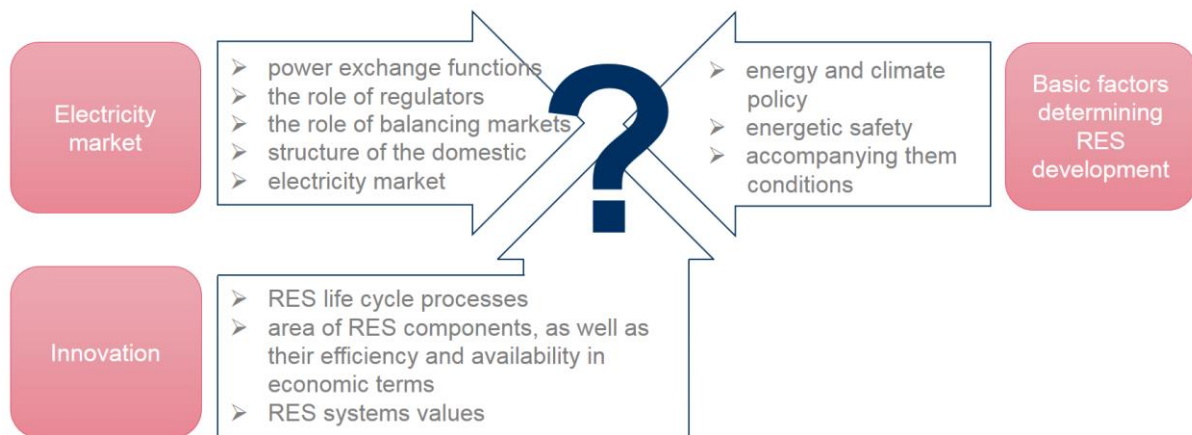 Electricity
market
➢ power exchange functions
➢ the role of regulators
➢ the role of balancing markets
➢ structure of the domestic
➢ electricity market
?
➢ energy and climate
policy
➢ energetic safety
➢ accompanying them
conditions
Basic factors
determining
RES
development
Innovation
➢ RES life cycle processes
➢ area of RES components, as well as
their efficiency and availability in
economic terms
➢ RES systems values